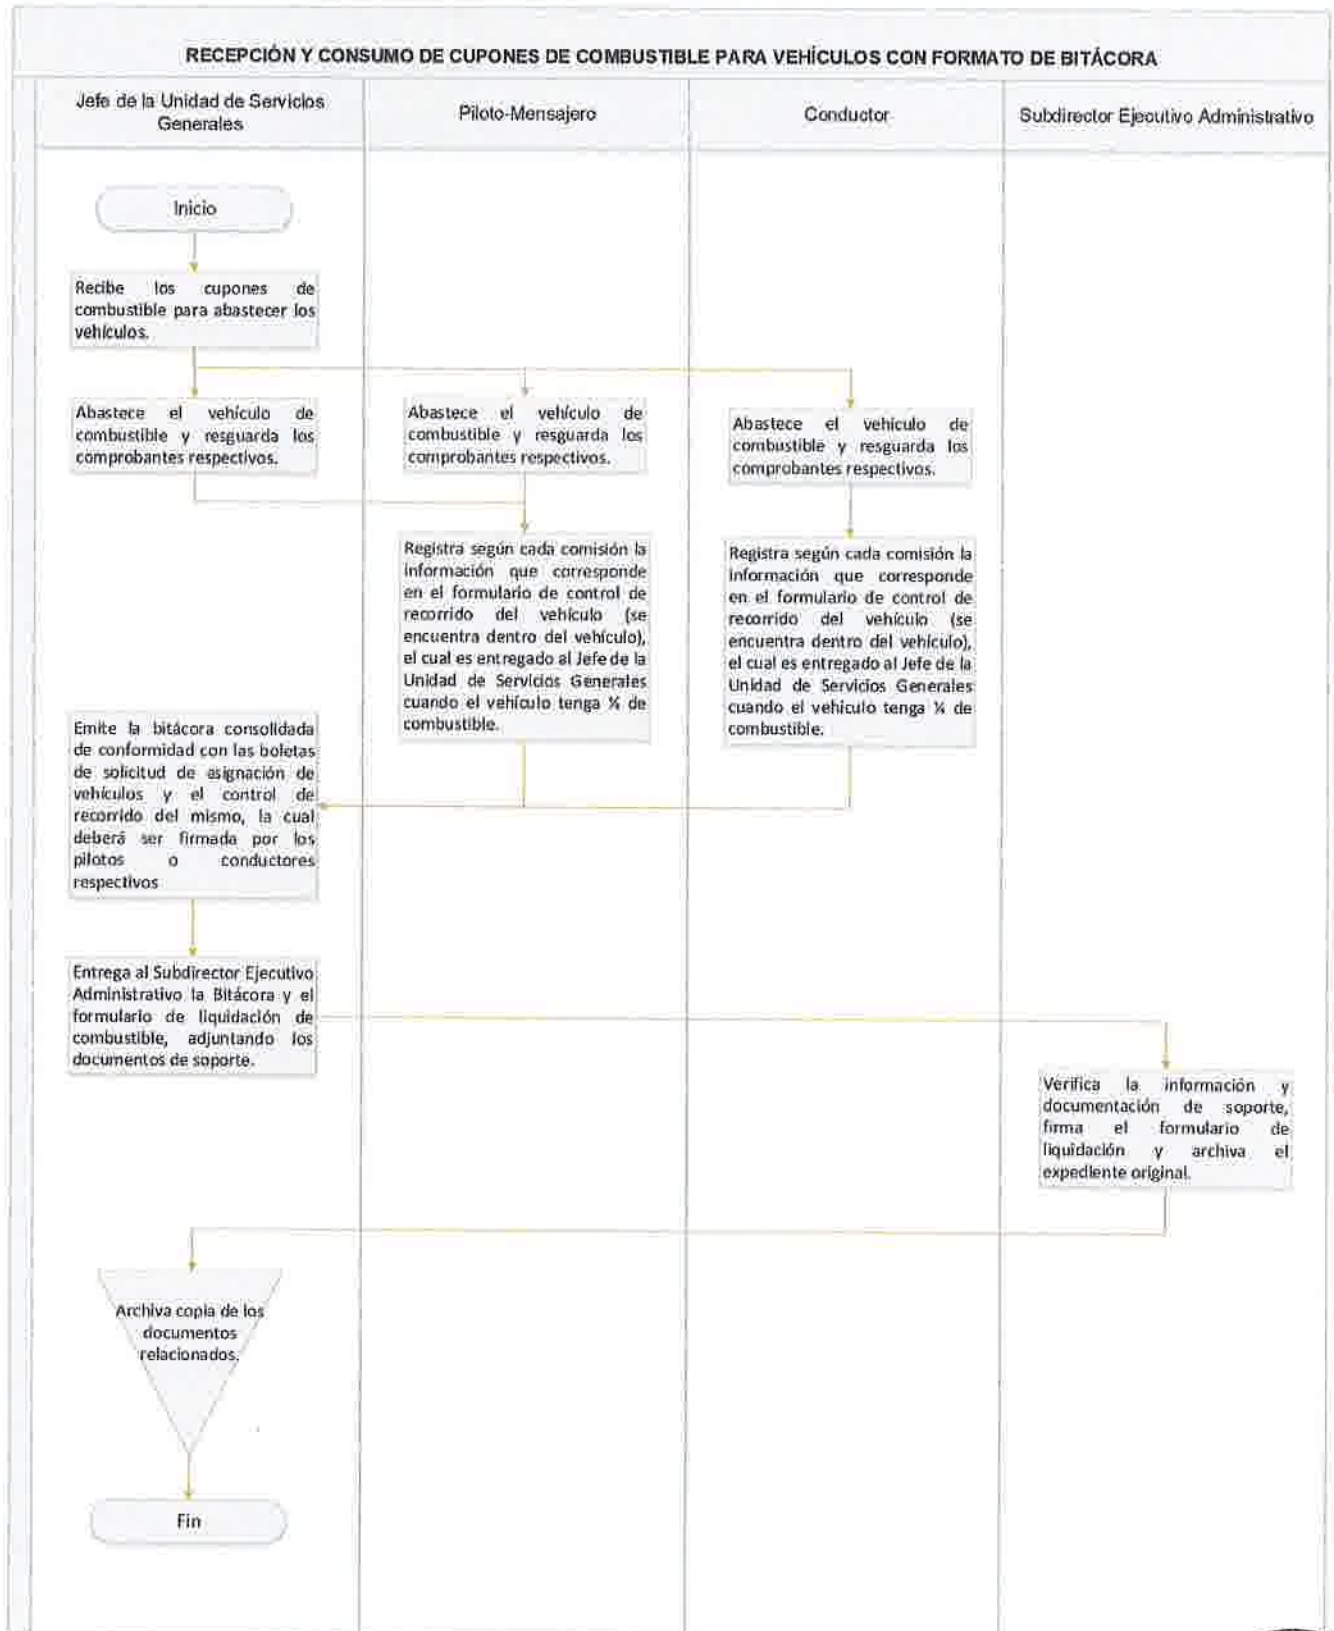 RECEPCIÓN Y CONSUMO DE CUPONES DE COMBUSTIBLE PARA VEHÍCULOS CON FORMATO DE BITÁCORA
Jefe de la Unidad de Servicios
Generales
Piloto-Mensajero
Conductor
Subdirector Ejecutivo Administrativo
Inicio
Recibe los cupones de
combustible para abastecer los
vehículos.
Abastece el vehículo de
combustible y resguarda los
comprobantes respectivos.
Abastece el vehículo de
combustible y resguarda los
comprobantes respectivos.
Abastece el vehículo de
combustible y resguarda los
comprobantes respectivos.
Registra según cada comisión la
información que corresponde
en el formulario de control de
recorrido del vehículo (se
encuentra dentro del vehículo),
el cual es entregado al Jefe de la
Unidad de Servicios Generales
cuando el vehículo tenga de
combustible.
Registra según cada comisión la
información que corresponde
en el formulario de control de
recorrido del vehículo (se
encuentra dentro del vehículo),
el cual es entregado al Jefe de la
Unidad de Servicios Generales
cuando el vehículo tenga ¼ de
combustible.
Emite la bitácora consolidada
de conformidad con las boletas
de solicitud de asignación de
vehículos y el control de
recorrido del mismo, la cual
deberá ser firmada por los
pilotos o conductores
respectivos
Entrega al Subdirector Ejecutivo
Administrativo la Bitácora y el
formulario de liquidación de
combustible, adjuntando los
documentos de soporte.
Verifica la información y
documentación de soporte,
firma el formulario de
liquidación y archiva el
expediente original.
Archiva copia de los
documentos
relacionados.
Fin